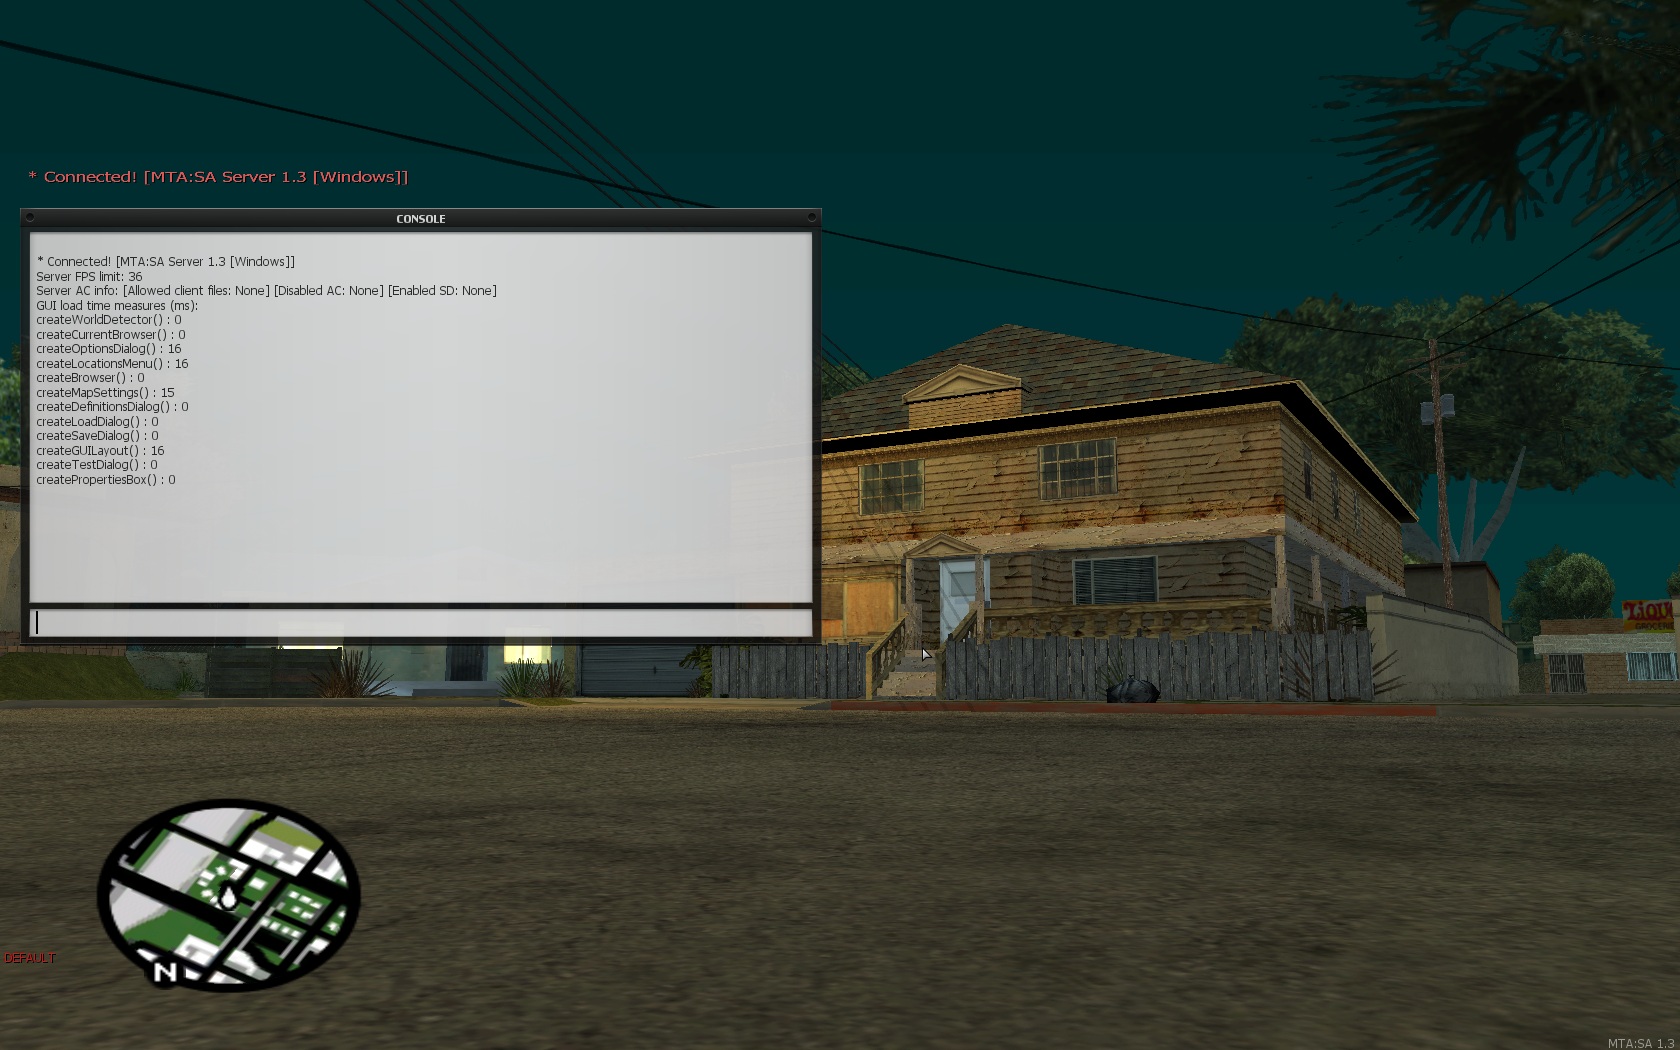 * Connected! [MTA:SA Server 1.3 [Windows]]
CONSOLE
* Connected! [MTA:SA Server 1.3 [Windows]]
Server FPS limit: 36
Server AC info: [Allowed client files: None] [Disabled AC: None] [Enabled SD: None]
GUI load time measures (ms):
createWorldDetector() : 0
createCurrentBrowser() : 0
createOptionsDialog() : 16
createLocationsMenu() : 16
createBrowser() : 0
createMapSettings() : 15
createDefinitionsDialog() : 0
createLoadDialog() : 0
createSaveDialog() : 0
createGUILayout() : 16
createTestDialog() : 0
createPropertiesBox() : 0
N
DEFAULT
MTA:SA 1.3